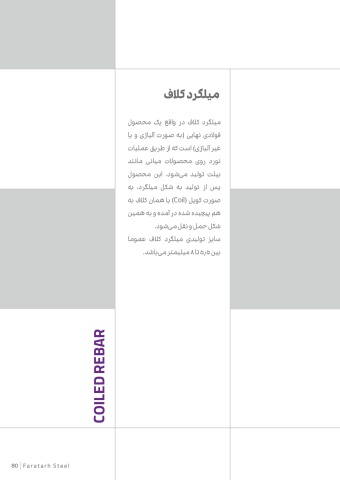 میلگرد کلاف
میلگرد کلاف در واقع یک محصول
فولادی نهایی (به صورت آلیاژی و یا
غیر آلیاژی) است که از طریق عملیات
نورد روی محصولات میانی مانند
بیلت تولید می‌شود. این محصول
پس از تولید به شکل میلگرد، به
صورت کویل (Coil) یا همان کلاف به
هم پیچیده شده در آمده و به همین
شکل حمل و نقل می‌شود.
سایز تولیدی میلگرد کلاف عموما
بین ۵٫۵ تا ۸ میلیمتر می‌باشد.
COILED REBAR
80 | Faratarh Steel